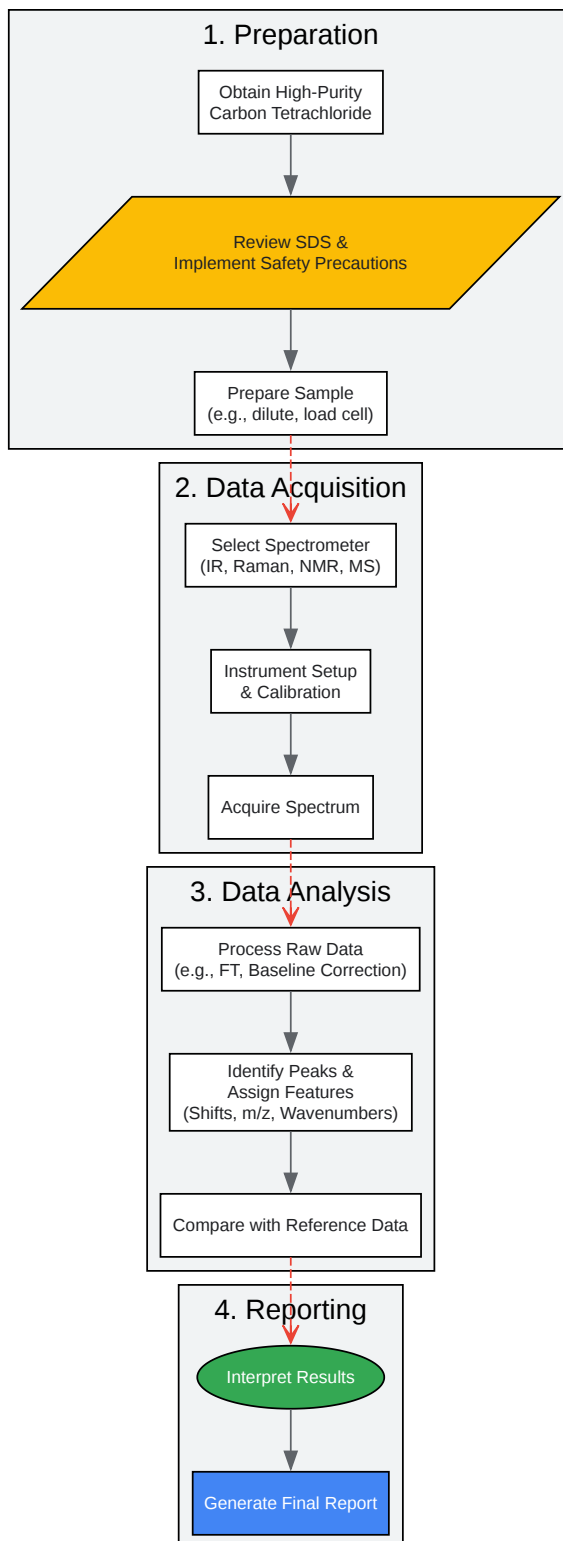 1. Preparation
Obtain High-Purity
Carbon Tetrachloride
Review SDS &
Implement Safety Precautions
Prepare Sample
(e.g., dilute, load cell)
2. Data Acquisition
Select Spectrometer
(IR, Raman, NMR, MS)
Instrument Setup
& Calibration
Acquire Spectrum
3. Data Analysis
Process Raw Data
(e.g., FT, Baseline Correction)
Identify Peaks &
Assign Features
(Shifts, m/z, Wavenumbers)
Compare with Reference Data
4. Reporting
Interpret Results
Generate Final Report